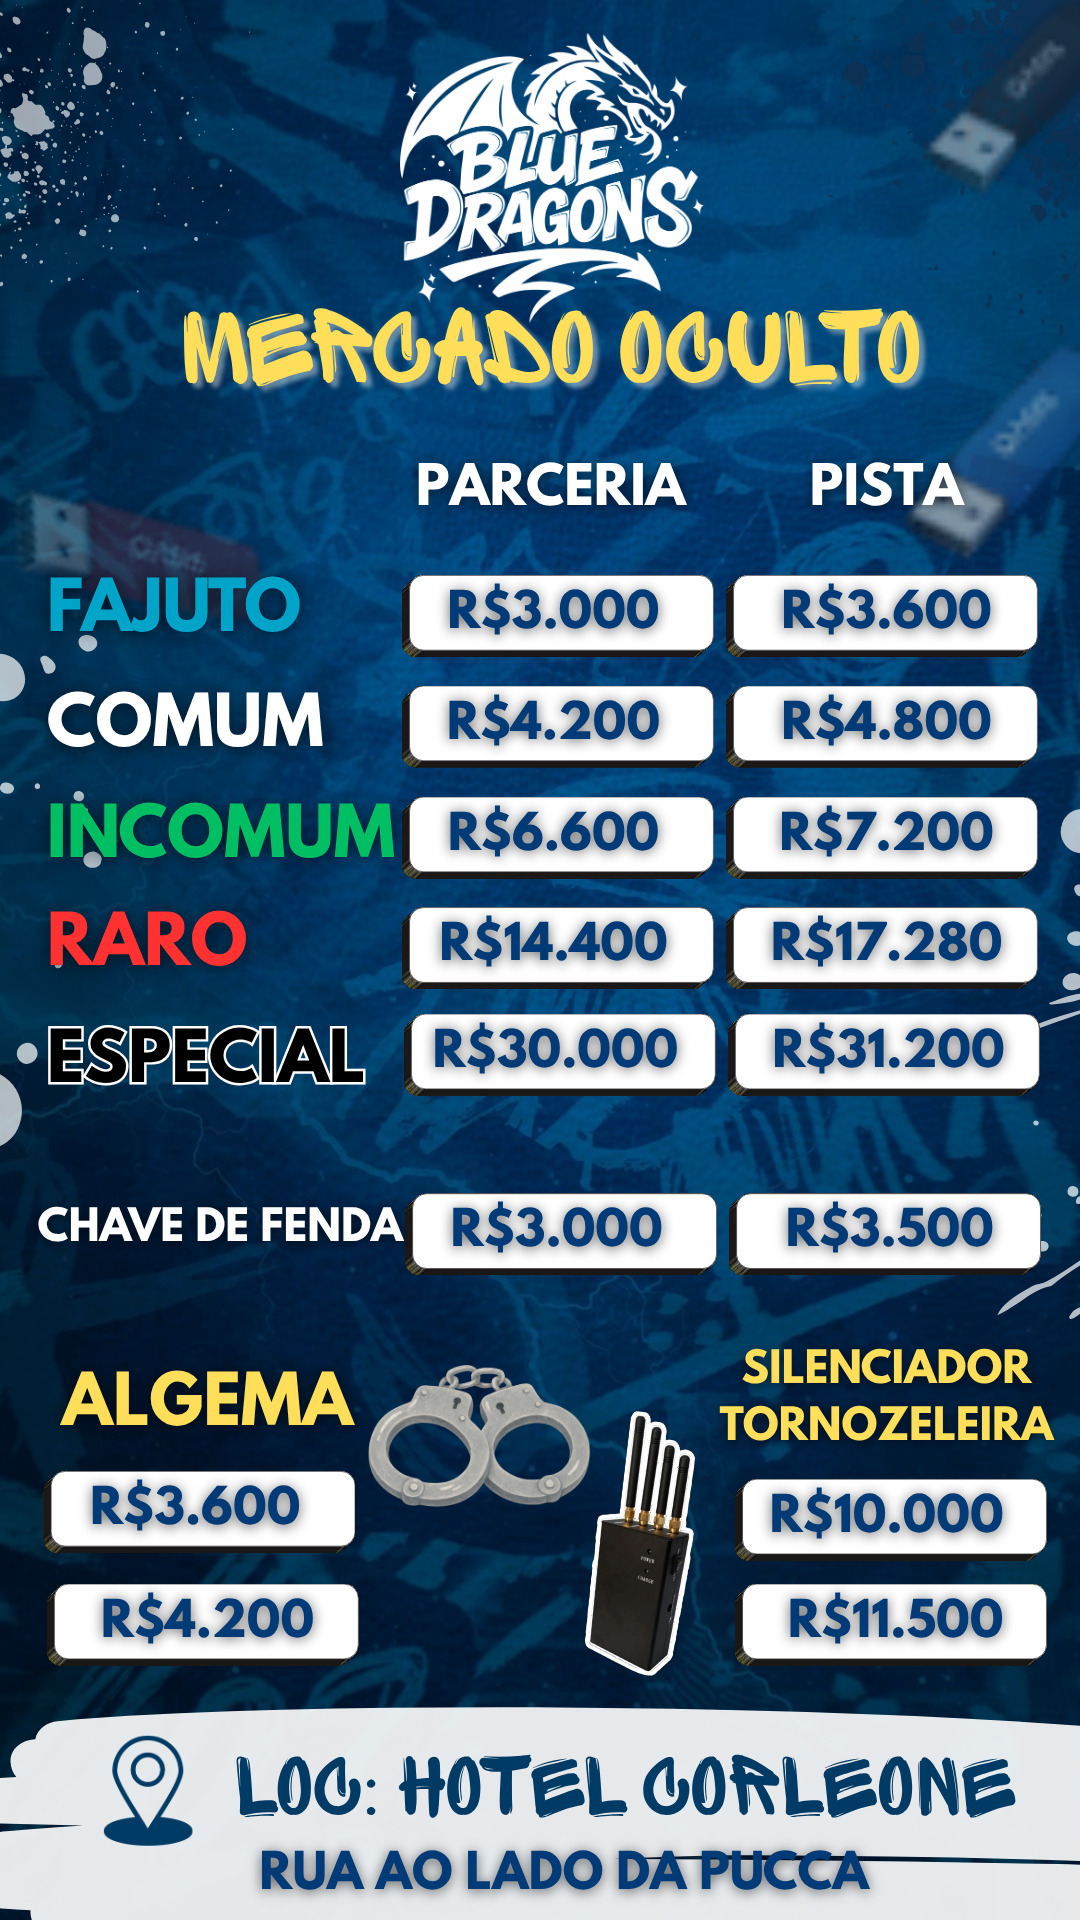 BLUE
DRAGONS
MERCADO OCULTO
PARCERIA PISTA
FAJUTO R$3.000 R$3.600
COMUM R$4.200 R$4.800
INCOMUM R$6.600 R$7.200
RARO R$14.400 R$17.280
ESPECIAL R$30.000 R$31.200
CHAVE DE FENDA R$3.000 R$3.500
ALGEMA
R$3.600
R$4.200
SILENCIADOR
TORNOZELEIRA
R$10.000
R$11.500
POWER
CHARGE
LOC: HOTEL CORLEONE
RUA AO LADO DA PUCCA